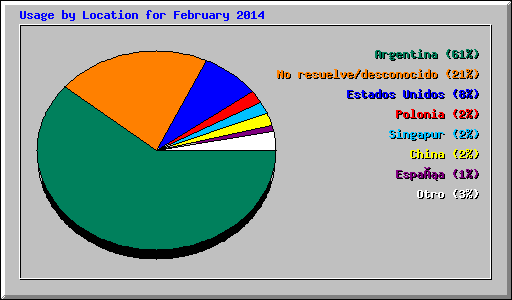 Usage by Location for February 2014
Argentina (61%)
No resuelve/desconocido (21%)
Estados Unidos (8%)
Polonia (2%)
Singapur (2%)
China (2%)
EspaÑąa (1%)
Otro (3%)